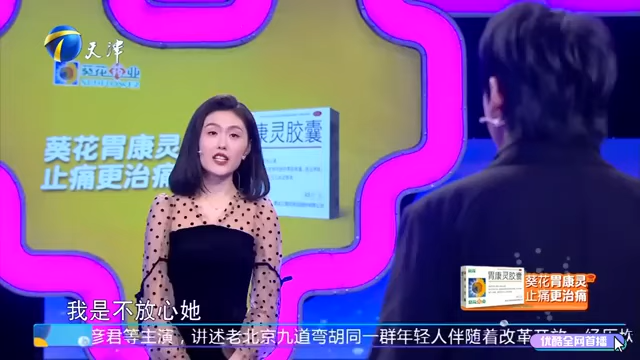 天津
葵花药业
SUNFLOWER
葵花胃康灵
止痛更治痛
康灵胶囊
胃康灵胶囊
葵花胃康灵
止痛更治痛
我是不放心她
彦君等主演，讲述老北京九道弯胡同一群年轻人伴随着改革开放
优酷全网首播